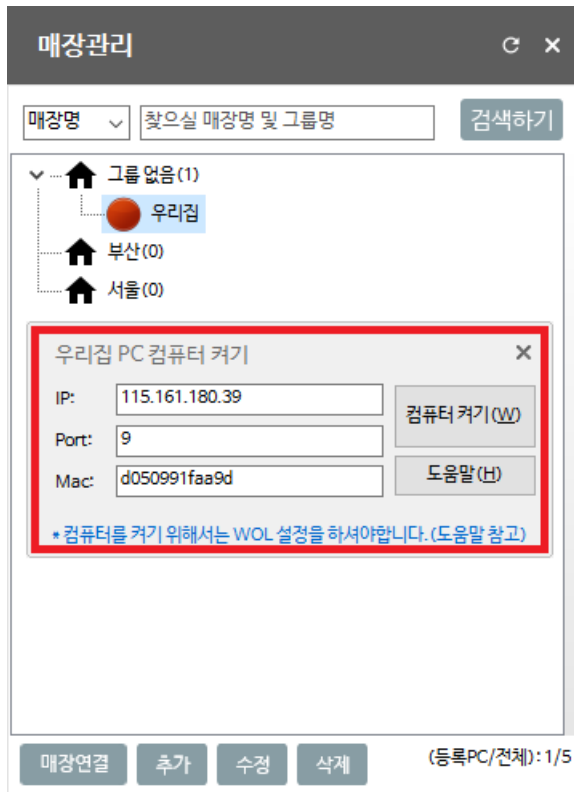 매장관리
매장명 찾으실 매장명 및 그룹명 검색하기
그룹 없음(1)
우리집
부산(0)
서울(0)
우리집 PC 컴퓨터 켜기
IP: 115.161.180.39 컴퓨터 켜기(W)
Port: 9
Mac: d050991faa9d 도움말(H)
*컴퓨터를 켜기 위해서는 WOL 설정을 하셔야합니다.(도움말 참고)
매장연결 추가 수정 삭제 (등록PC/전체):1/5